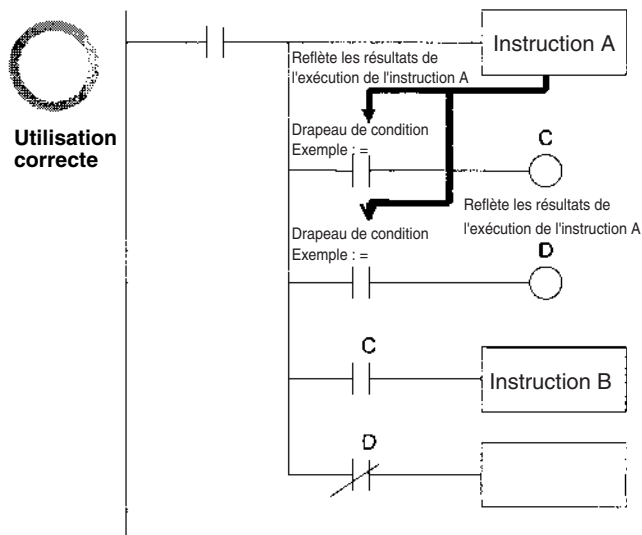 Instruction A
Reflète les résultats de
l'exécution de l'instruction A
Utilisation
correcte
Drapeau de condition
Exemple : =
C
Reflète les résultats de
l'exécution de l'instruction A
Drapeau de condition
Exemple : =
D
C
Instruction B
D